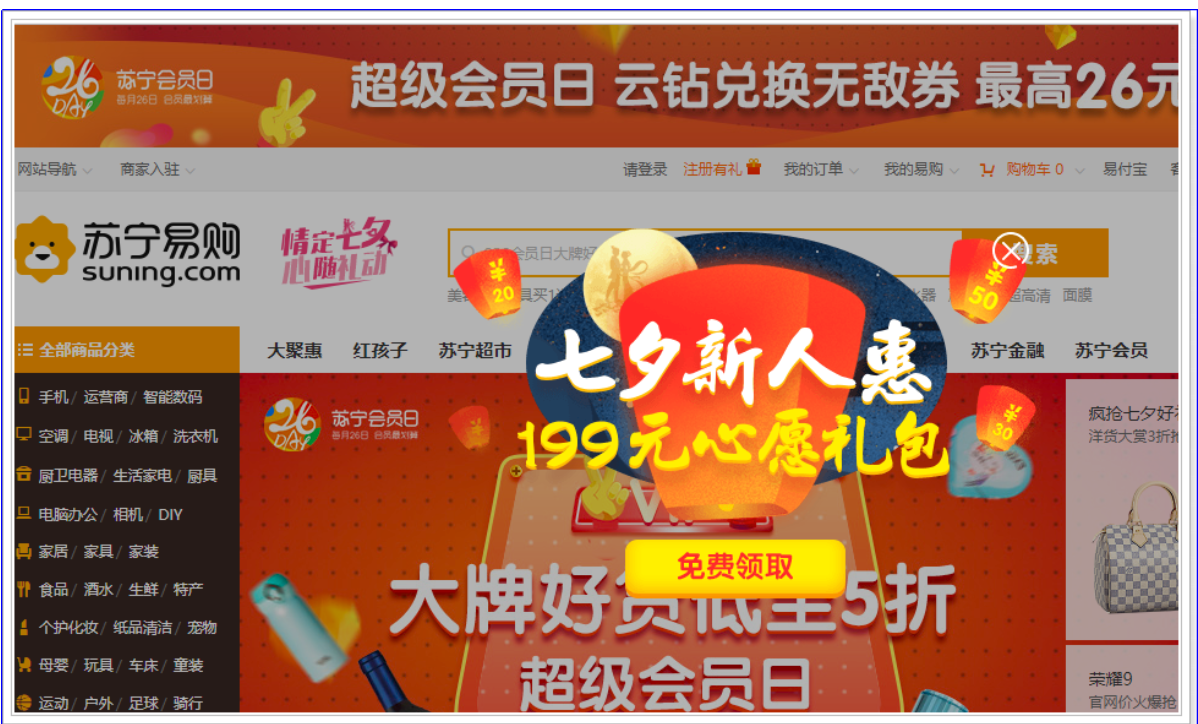 26 DAY 苏宁会员日
每月26日 会员最划算
超级会员日 云钻兑换无敌券 最高26元
网站导航 商家入驻 请登录 注册有礼 我的订单 我的易购 购物车 0 易付宝
苏宁易购
suning.com
情定七夕
心随礼动
会员日大牌好
搜索
¥20
¥50
具买1
水器
超高清 面膜
全部商品分类
大聚惠 红孩子 苏宁超市 苏宁金融 苏宁会员
七夕新人惠
199元心愿礼包
¥30
免费领取
手机/ 运营商/ 智能数码
空调/ 电视/ 冰箱/ 洗衣机
厨卫电器/ 生活家电/ 厨具
电脑办公/ 相机/ DIY
家居/ 家具/ 家装
食品/ 酒水/ 生鲜/ 特产
个护化妆/ 纸品清洁/ 宠物
母婴/ 玩具/ 车床/ 童装
运动/ 户外/ 足球/ 骑行
26 DAY 苏宁会员日
每月26日 会员最划算
大牌好货低至5折
超级会员日
疯抢七夕好
洋货大赏3折
荣耀9
官网价火爆抢